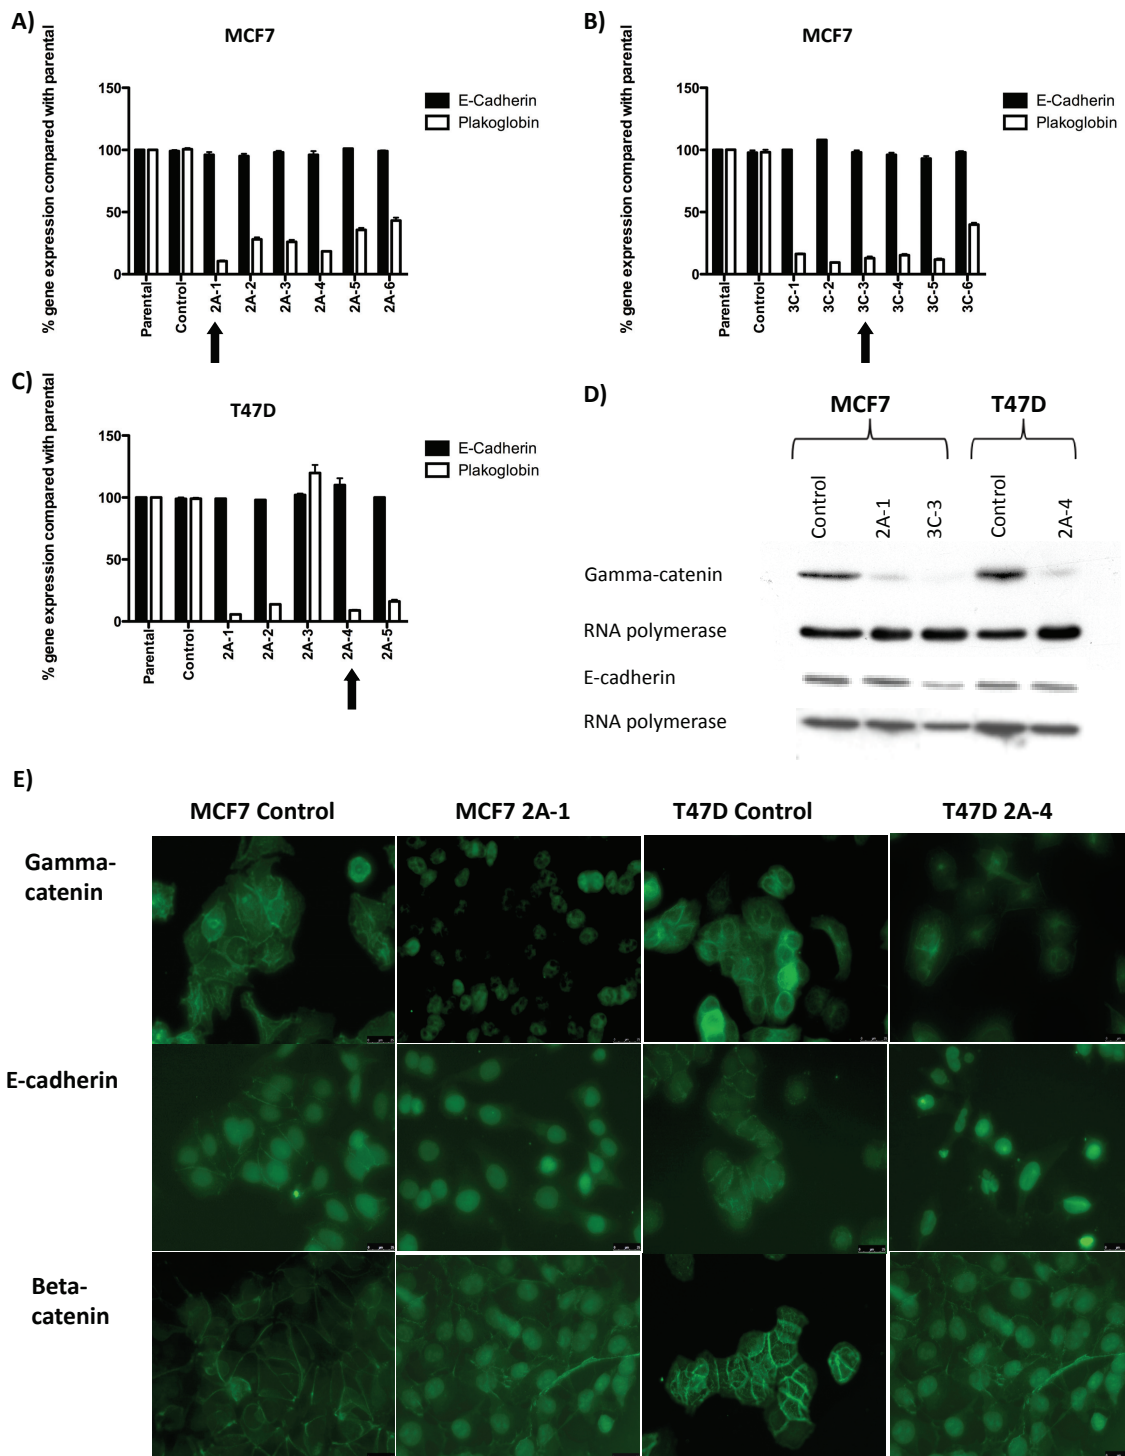 A)
MCF7
% gene expression compared with parental
150
100
50
0
E-Cadherin
Plakoglobin
Parental
Control
2A-1
2A-2
2A-3
2A-4
2A-5
2A-6
B)
MCF7
% gene expression compared with parental
150
100
50
0
E-Cadherin
Plakoglobin
Parental
Control
3C-1
3C-2
3C-3
3C-4
3C-5
3C-6
C)
T47D
% gene expression compared with parental
150
100
50
0
E-Cadherin
Plakoglobin
Parental
Control
2A-1
2A-2
2A-3
2A-4
2A-5
D)
MCF7
T47D
Control
2A-1
3C-3
Control
2A-4
Gamma-catenin
RNA polymerase
E-cadherin
RNA polymerase
E)
MCF7 Control
MCF7 2A-1
T47D Control
T47D 2A-4
Gamma-
catenin
E-cadherin
Beta-
catenin